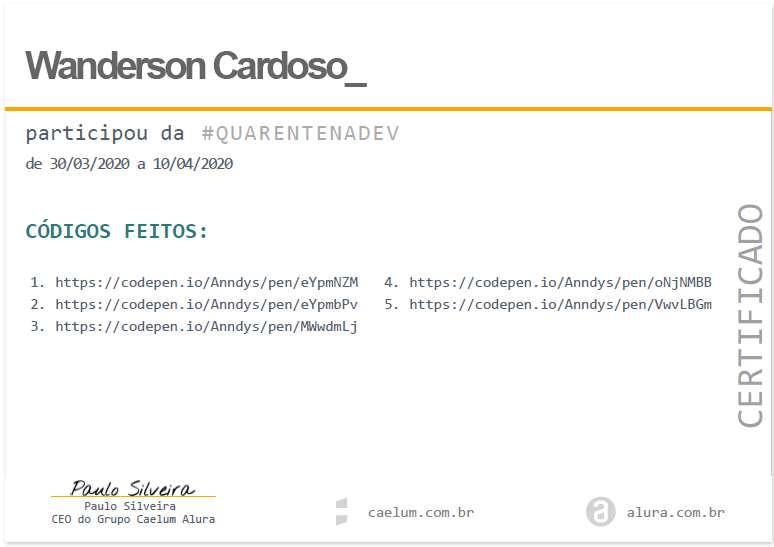 Wanderson Cardoso_
participou da #QUARENTENADEV
de 30/03/2020 a 10/04/2020
CÓDIGOS FEITOS:
1. https://codepen.io/Anndys/pen/eYpmNZM
2. https://codepen.io/Anndys/pen/eYpmbPv
3. https://codepen.io/Anndys/pen/MWwdmLj
4. https://codepen.io/Anndys/pen/oNjNMBB
5. https://codepen.io/Anndys/pen/VwvLBGm
CERTIFICADO
Paulo Silveira
Paulo Silveira
CEO do Grupo Caelum Alura
caelum.com.br
a alura.com.br